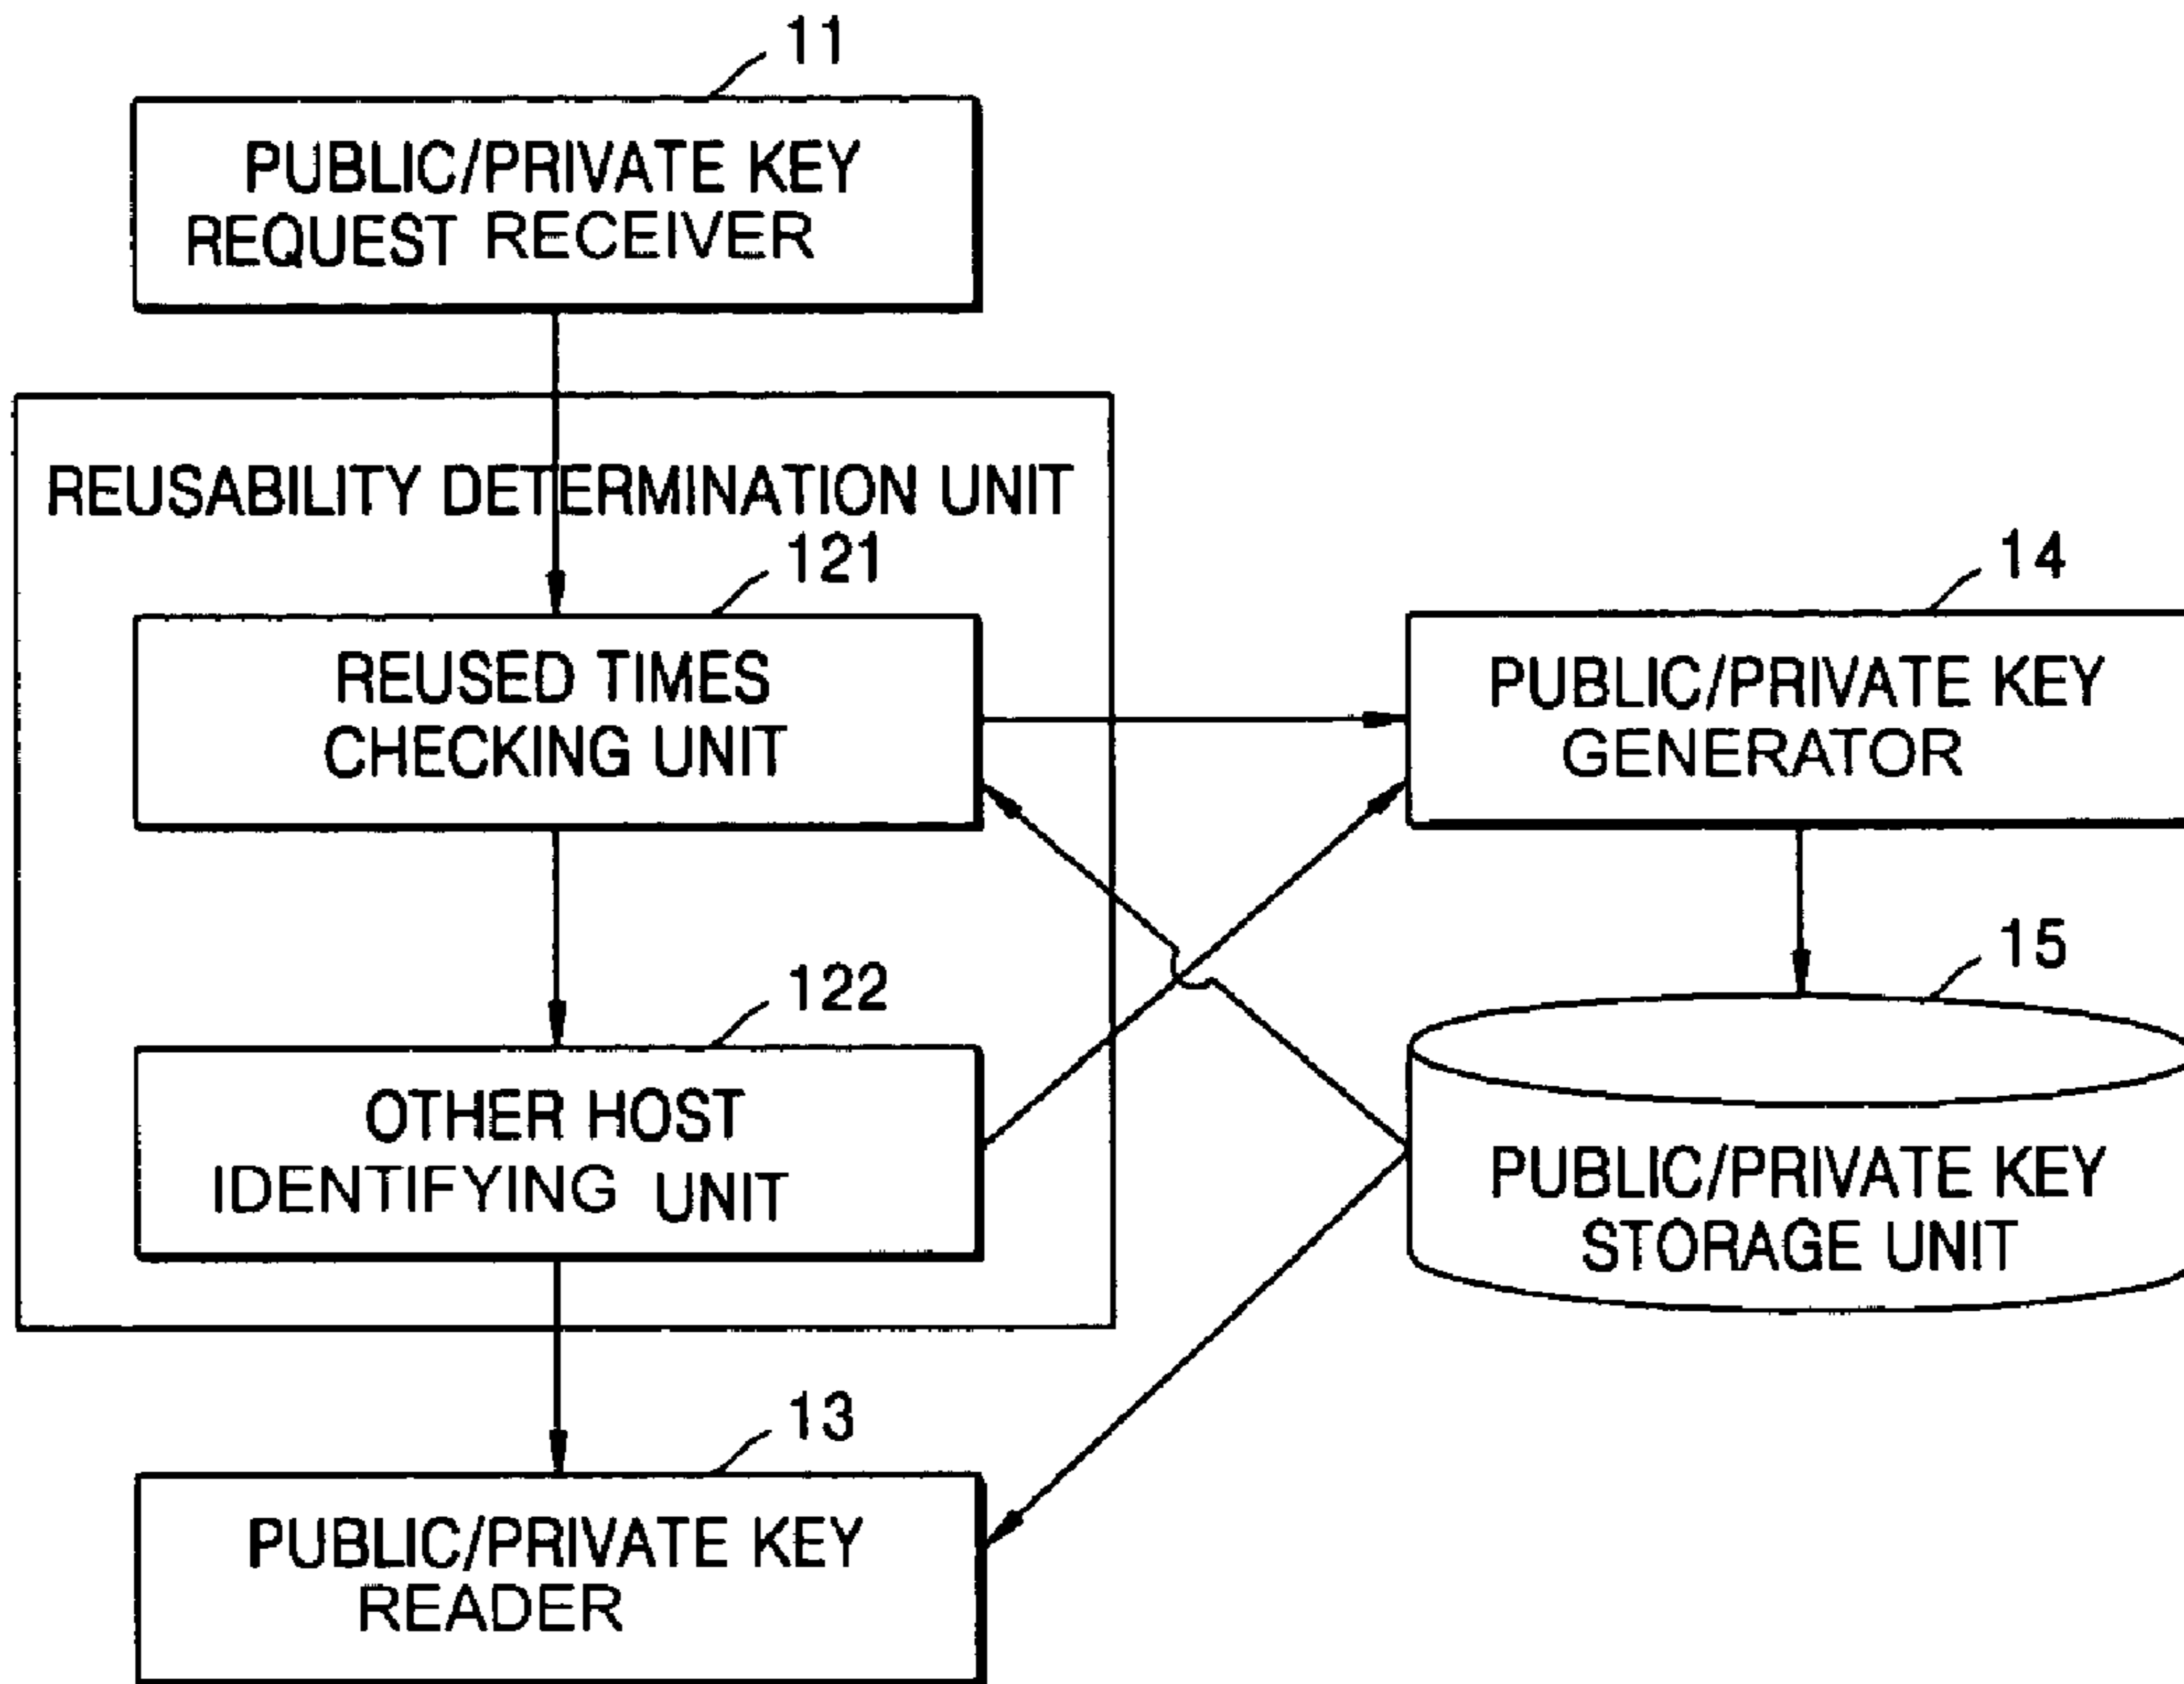 11
PUBLIC/PRIVATE KEY
REQUEST RECEIVER
REUSABILITY DETERMINATION UNIT
121
REUSED TIMES
CHECKING UNIT
14
PUBLIC/PRIVATE KEY
GENERATOR
122
OTHER HOST
IDENTIFYING UNIT
15
PUBLIC/PRIVATE KEY
STORAGE UNIT
13
PUBLIC/PRIVATE KEY
READER